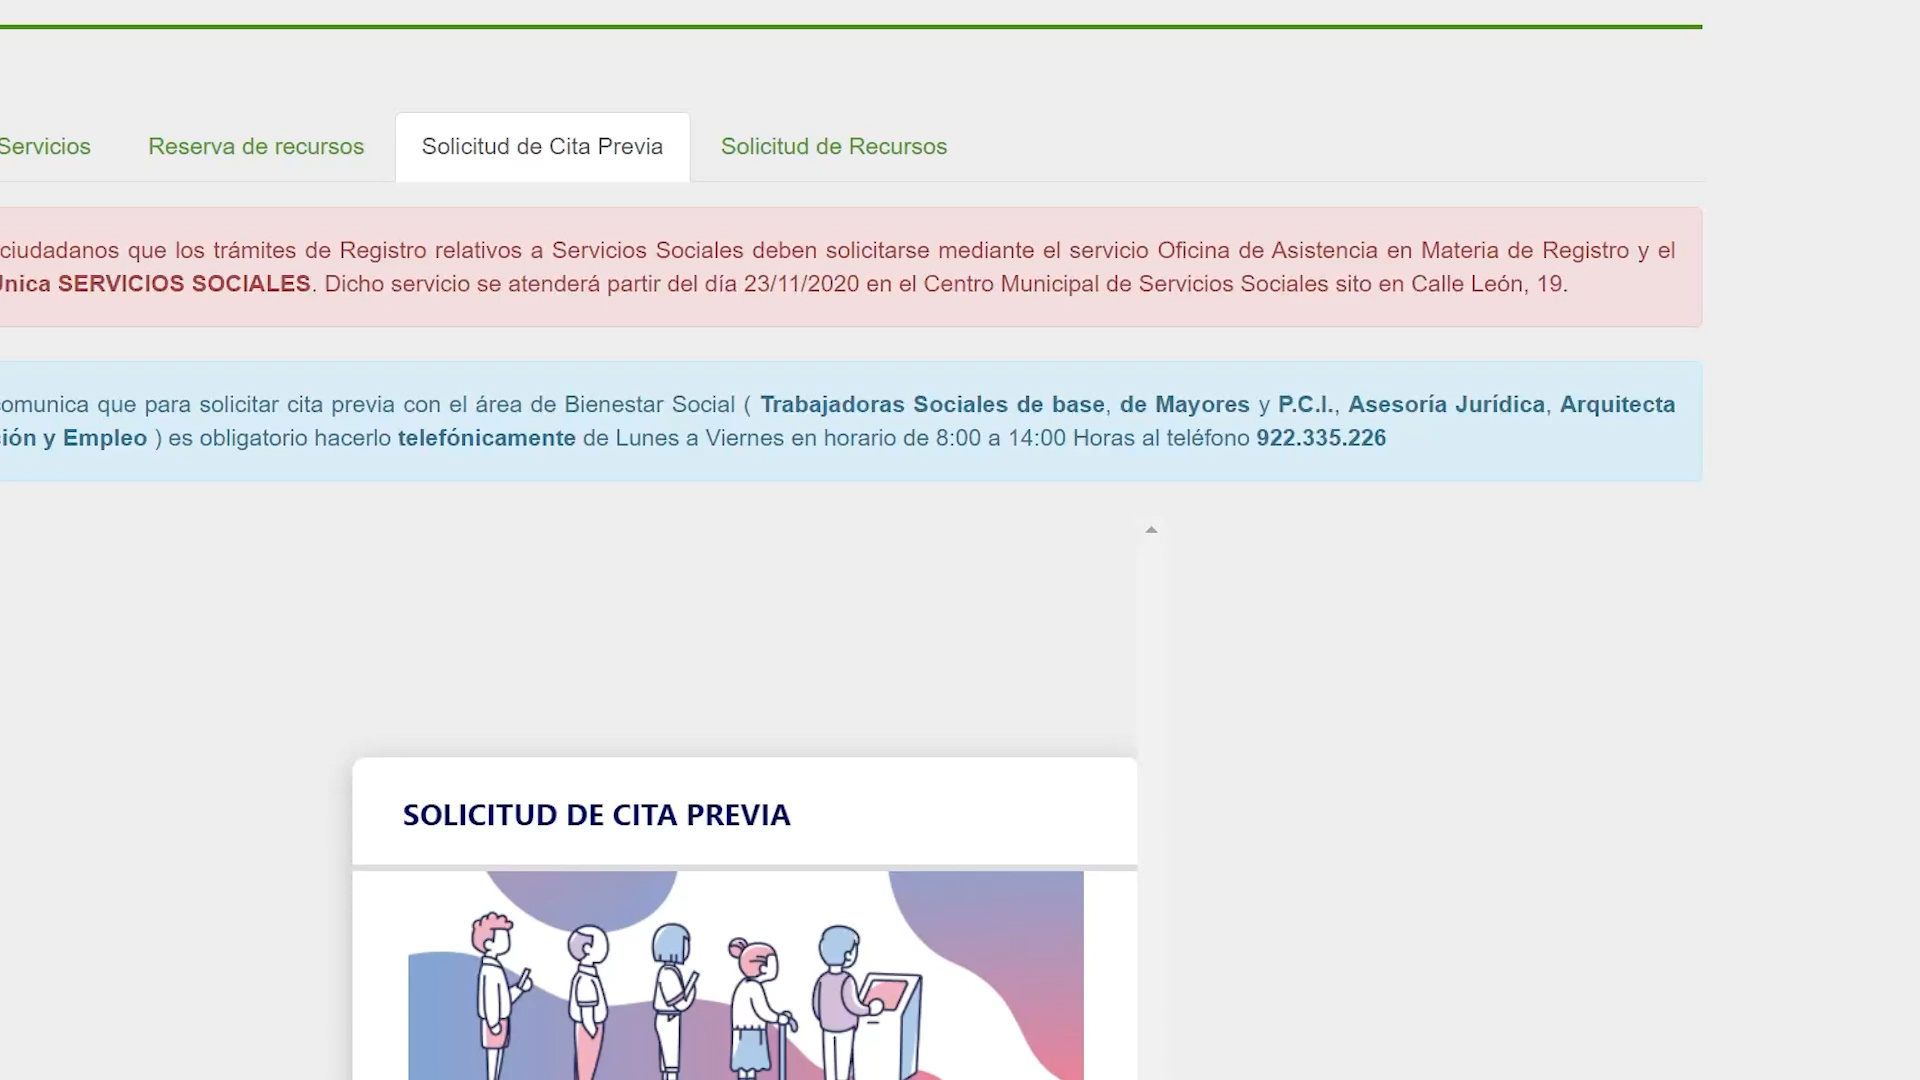 Servicios
Reserva de recursos
Solicitud de Cita Previa
Solicitud de Recursos
ciudadanos que los trámites de Registro relativos a Servicios Sociales deben solicitarse mediante el servicio Oficina de Asistencia en Materia de Registro y el
Única SERVICIOS SOCIALES. Dicho servicio se atenderá partir del día 23/11/2020 en el Centro Municipal de Servicios Sociales sito en Calle León, 19.
comunica que para solicitar cita previa con el área de Bienestar Social ( Trabajadoras Sociales de base, de Mayores y P.C.I., Asesoría Jurídica, Arquitecta
ión y Empleo ) es obligatorio hacerlo telefónicamente de Lunes a Viernes en horario de 8:00 a 14:00 Horas al teléfono 922.335.226
SOLICITUD DE CITA PREVIA